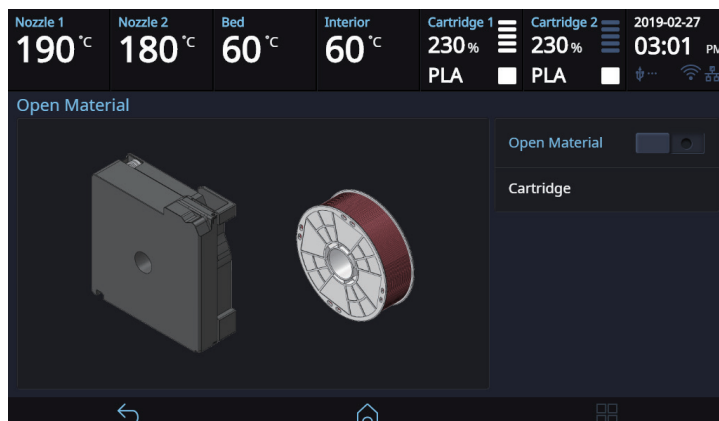 Nozzle 1 Nozzle 2 Bed Interior Cartridge 1 Cartridge 2 2019-02-27
190°C 180°C 60°C 60°C 230% 230% 03:01 PM
PLA PLA
Open Material
Open Material
Cartridge